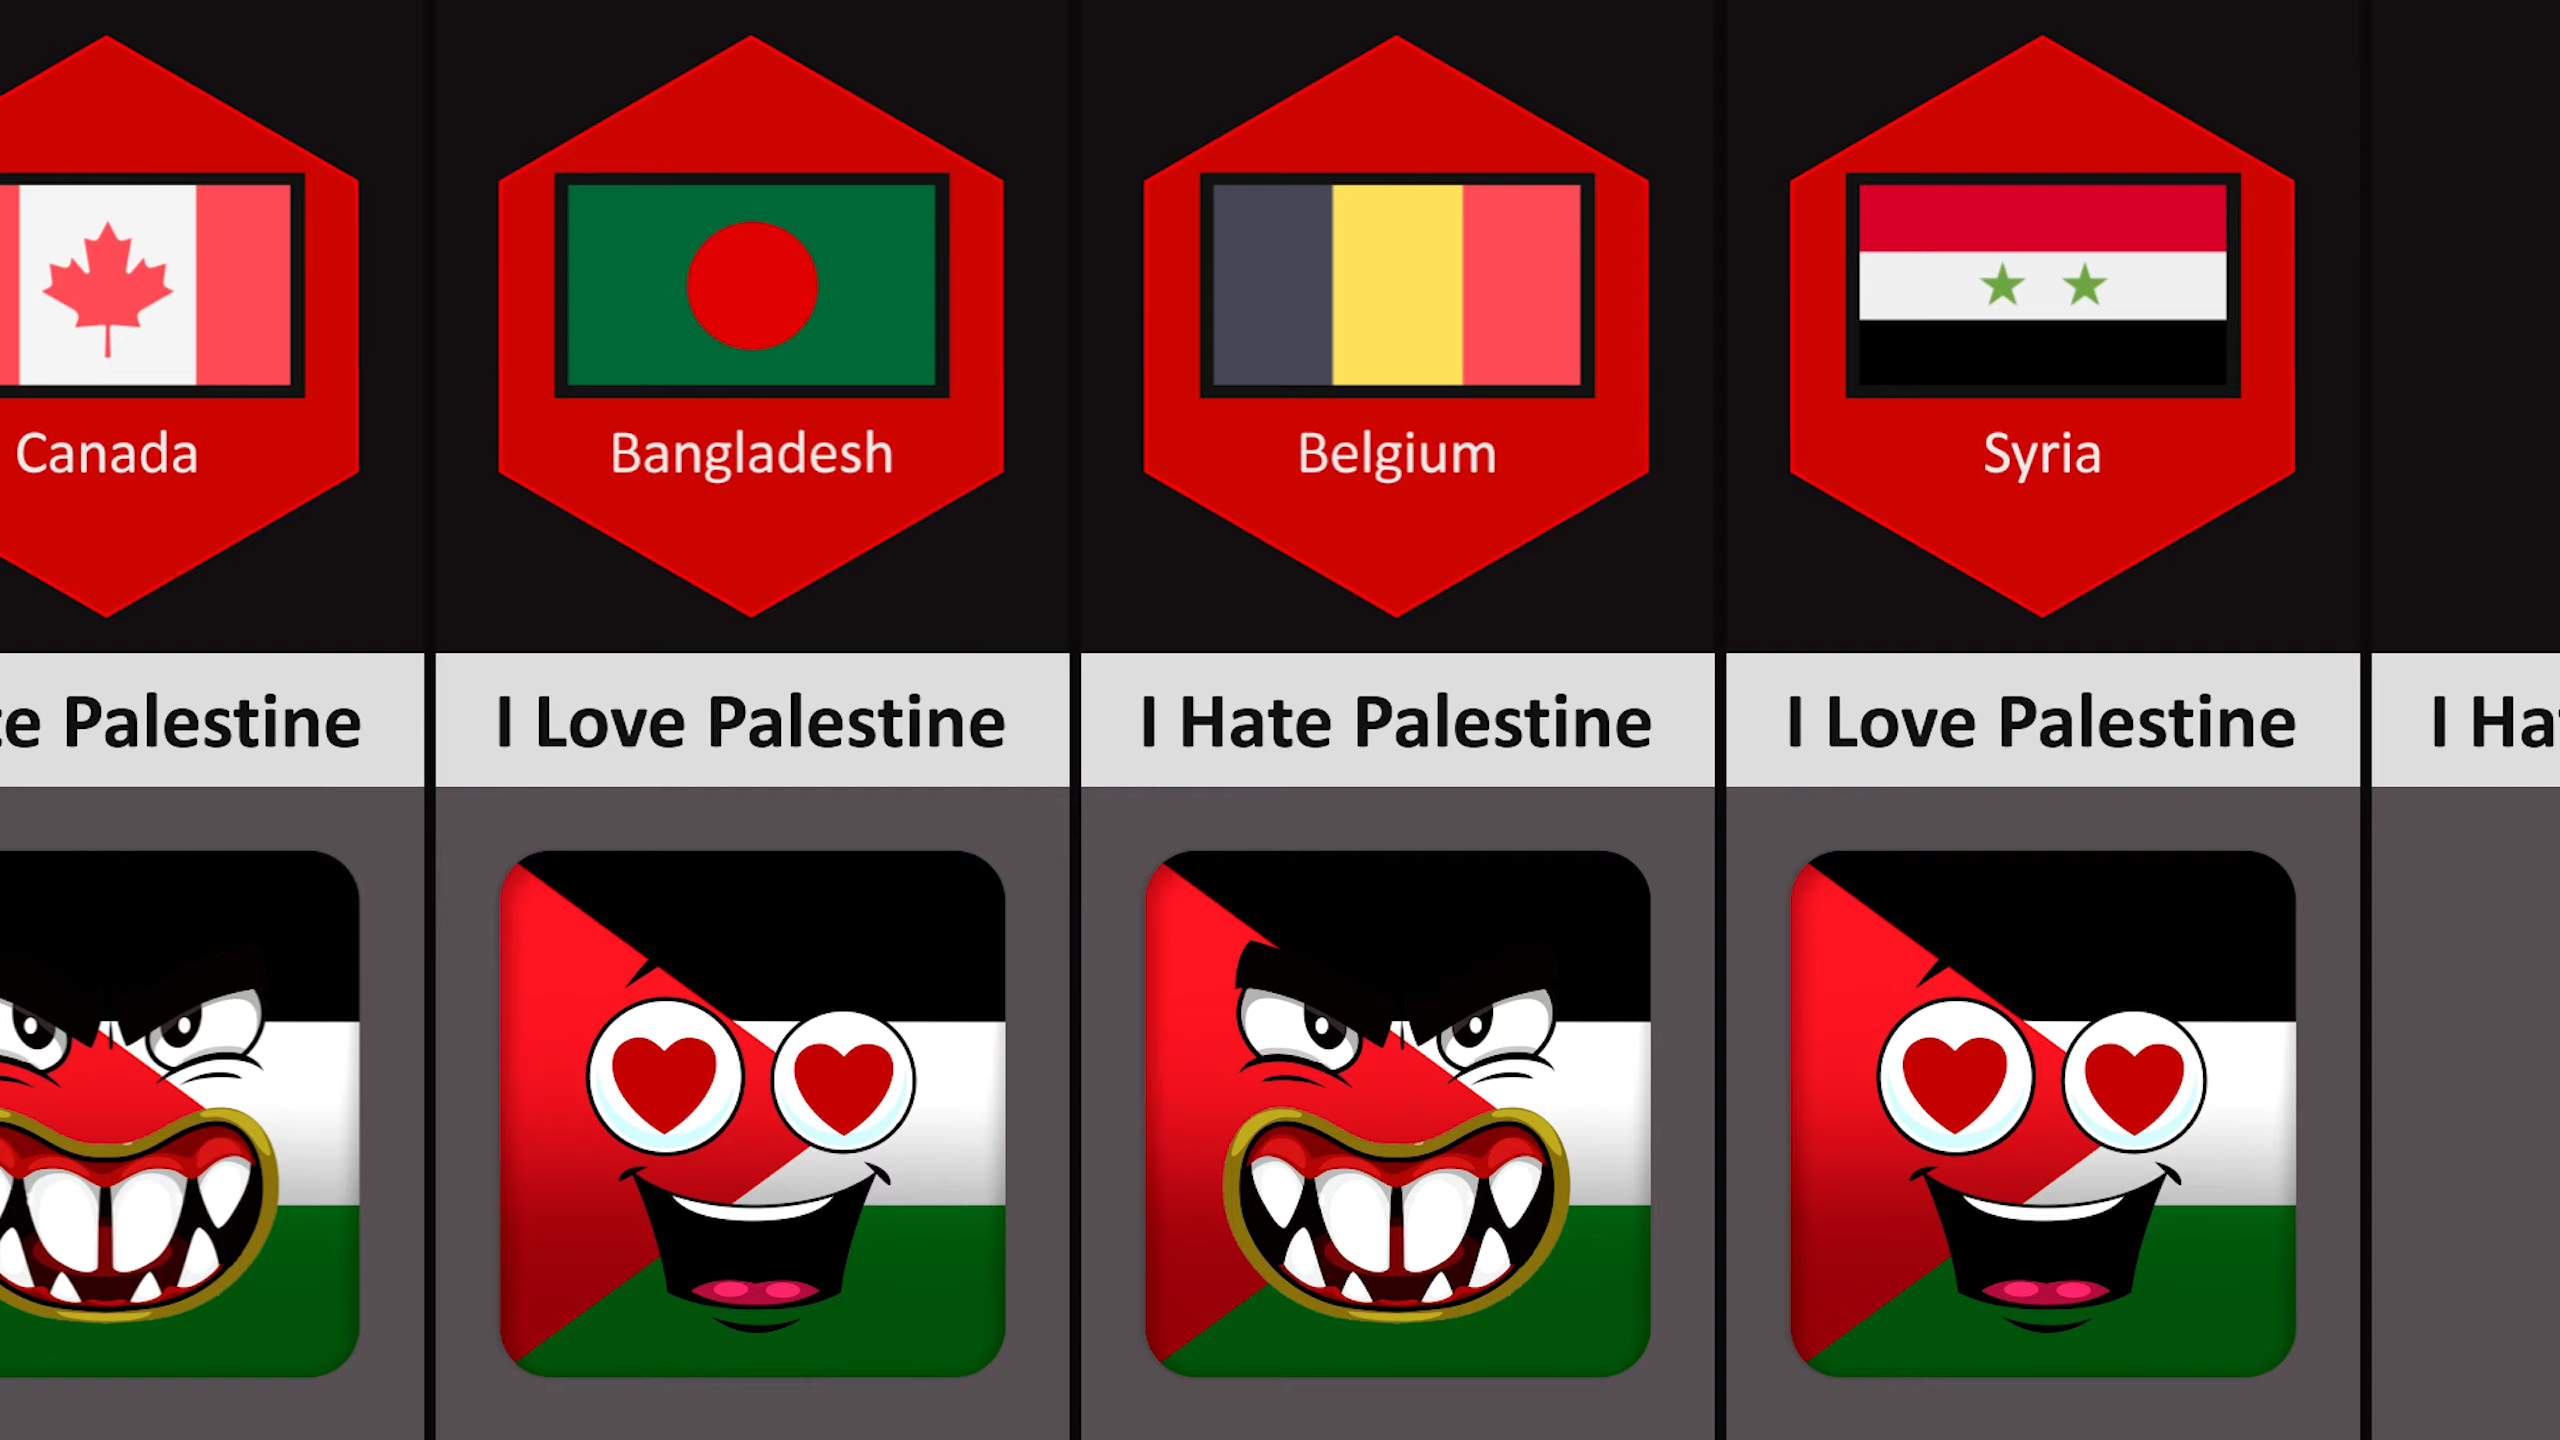 Canada
Bangladesh
Belgium
Syria
Palestine
I Love Palestine
I Hate Palestine
I Love Palestine
I